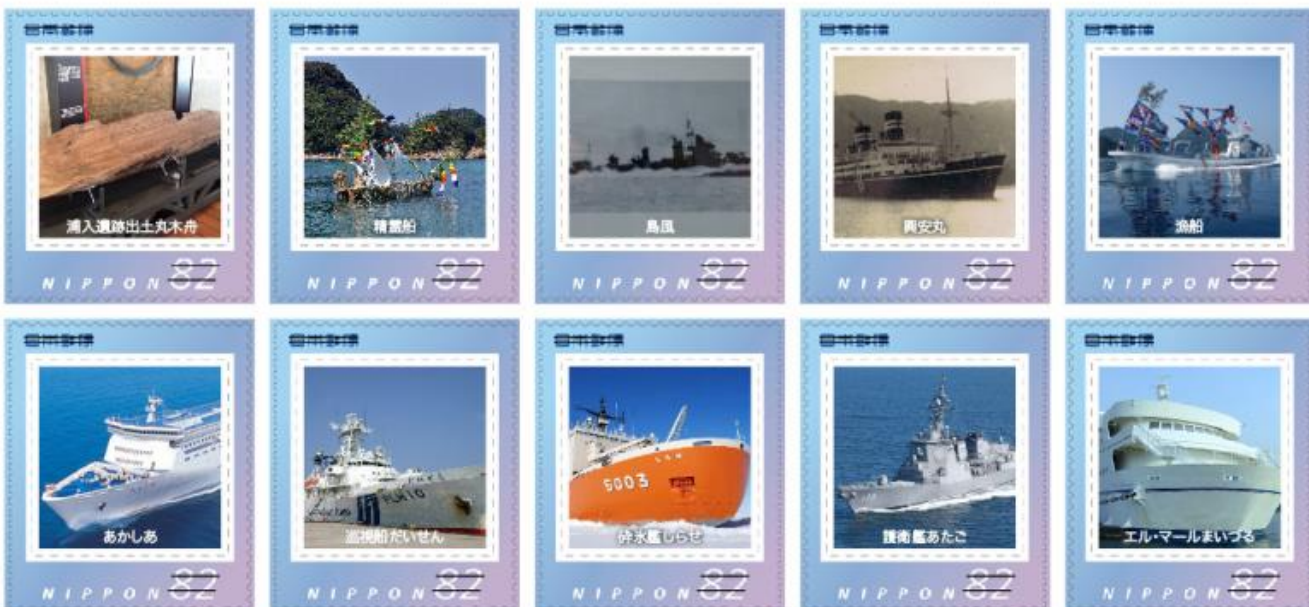 日本郵便 日本郵便 日本郵便 日本郵便 日本郵便
浦入遺跡出土丸木舟
精霊船
島風
興安丸
漁船
NIPPON 82 NIPPON 82 NIPPON 82 NIPPON 82 NIPPON 82
日本郵便 日本郵便 日本郵便 日本郵便 日本郵便
PLH10
5003
あかしあ
巡視船だいせん
砕氷艦しらせ
護衛艦あたご
エル・マールまいづる
NIPPON 82 NIPPON 82 NIPPON 82 NIPPON 82 NIPPON 82